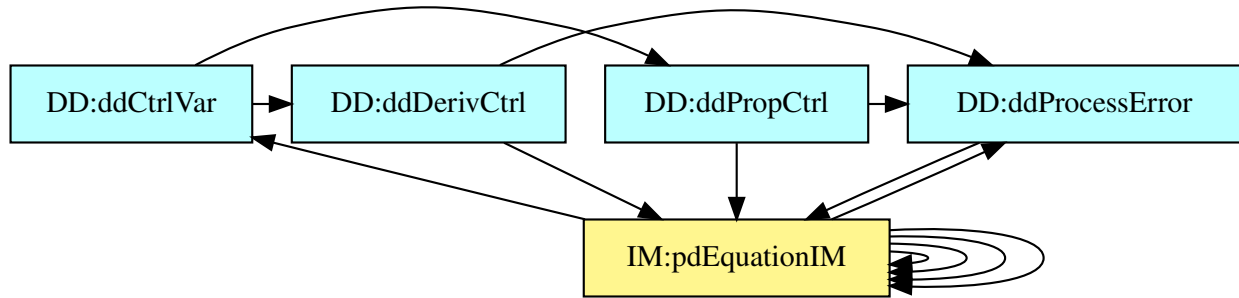 DD:ddCtrlVar
DD:ddDerivCtrl
DD:ddPropCtrl
DD:ddProcessError
IM:pdEquationIM